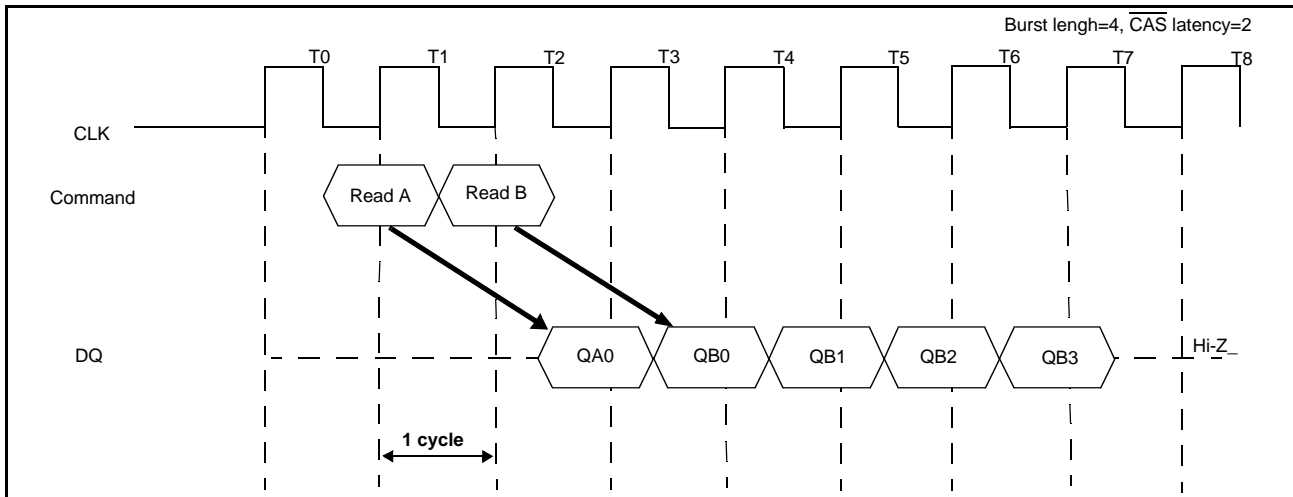 Burst lengh=4, CAS latency=2
T0 T1 T2 T3 T4 T5 T6 T7 T8
CLK
Command Read A Read B
DQ QA0 QB0 QB1 QB2 QB3 Hi-Z_
1 cycle